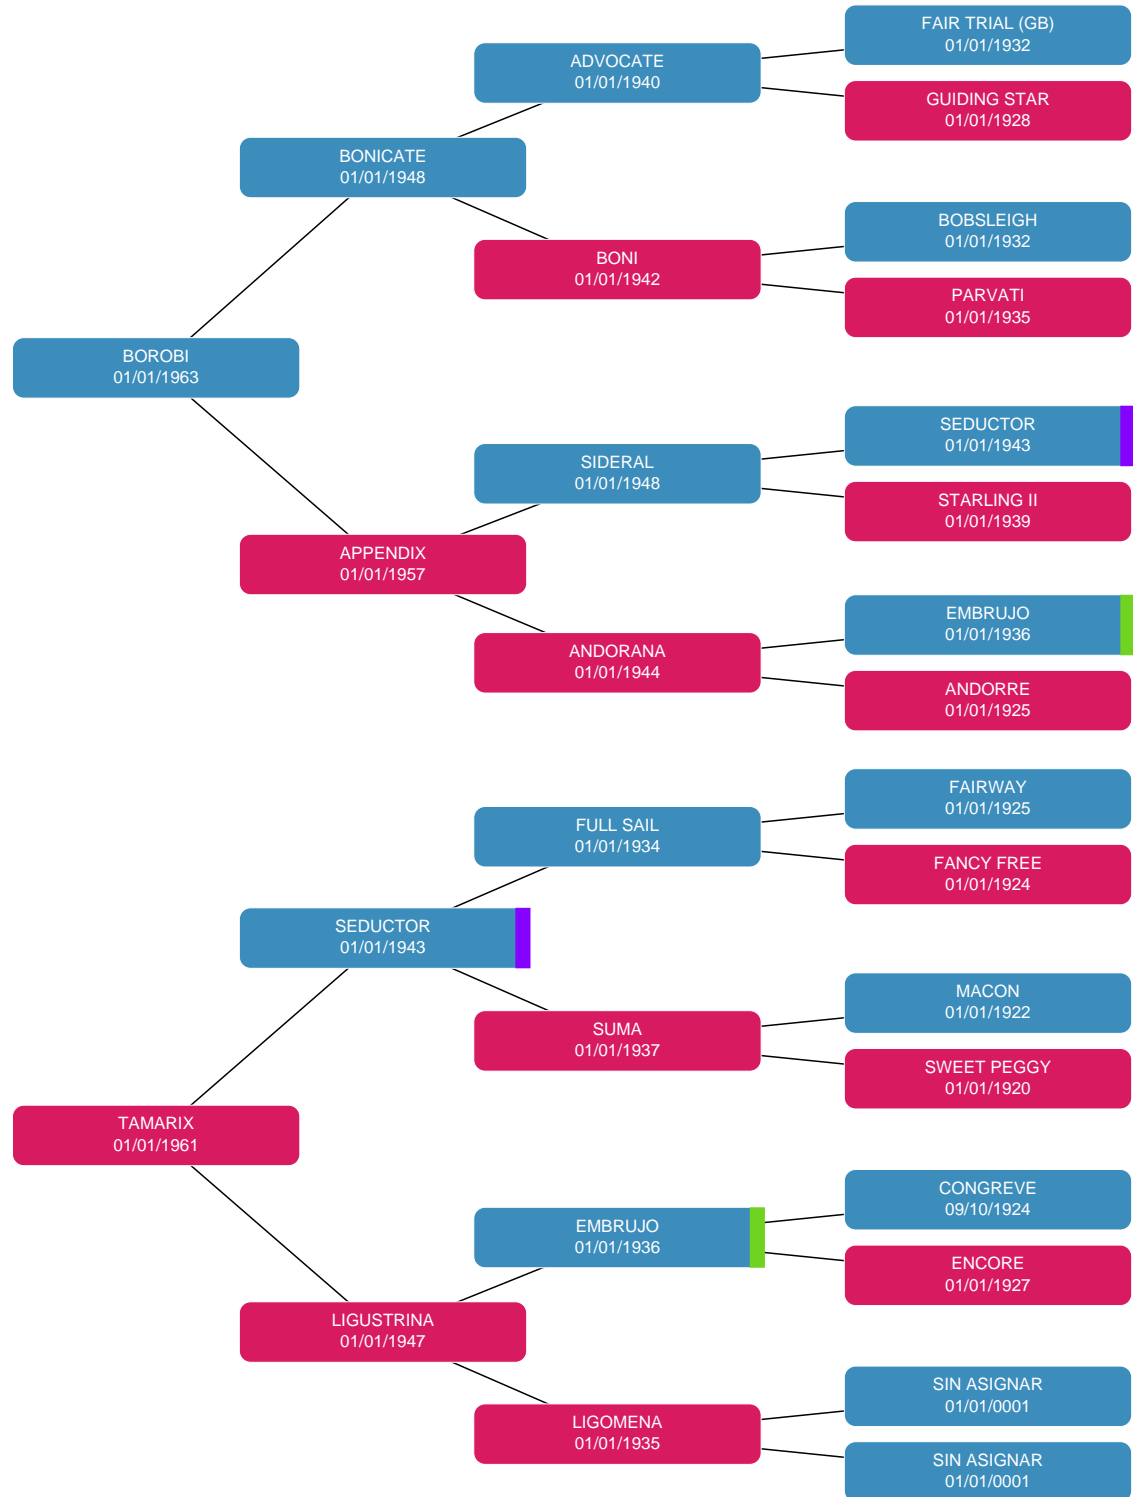 FAIR TRIAL (GB)
01/01/1932
ADVOCATE
01/01/1940
GUIDING STAR
01/01/1928
BONICATE
01/01/1948
BOBSLEIGH
01/01/1932
BONI
01/01/1942
PARVATI
01/01/1935
BOROBI
01/01/1963
SEDUCTOR
01/01/1943
SIDERAL
01/01/1948
STARLING II
01/01/1939
APPENDIX
01/01/1957
EMBRUJO
01/01/1936
ANDORANA
01/01/1944
ANDORRE
01/01/1925
FAIRWAY
01/01/1925
FULL SAIL
01/01/1934
FANCY FREE
01/01/1924
SEDUCTOR
01/01/1943
MACON
01/01/1922
SUMA
01/01/1937
SWEET PEGGY
01/01/1920
TAMARIX
01/01/1961
CONGREVE
09/10/1924
EMBRUJO
01/01/1936
ENCORE
01/01/1927
LIGUSTRINA
01/01/1947
SIN ASIGNAR
01/01/0001
LIGOMENA
01/01/1935
SIN ASIGNAR
01/01/0001